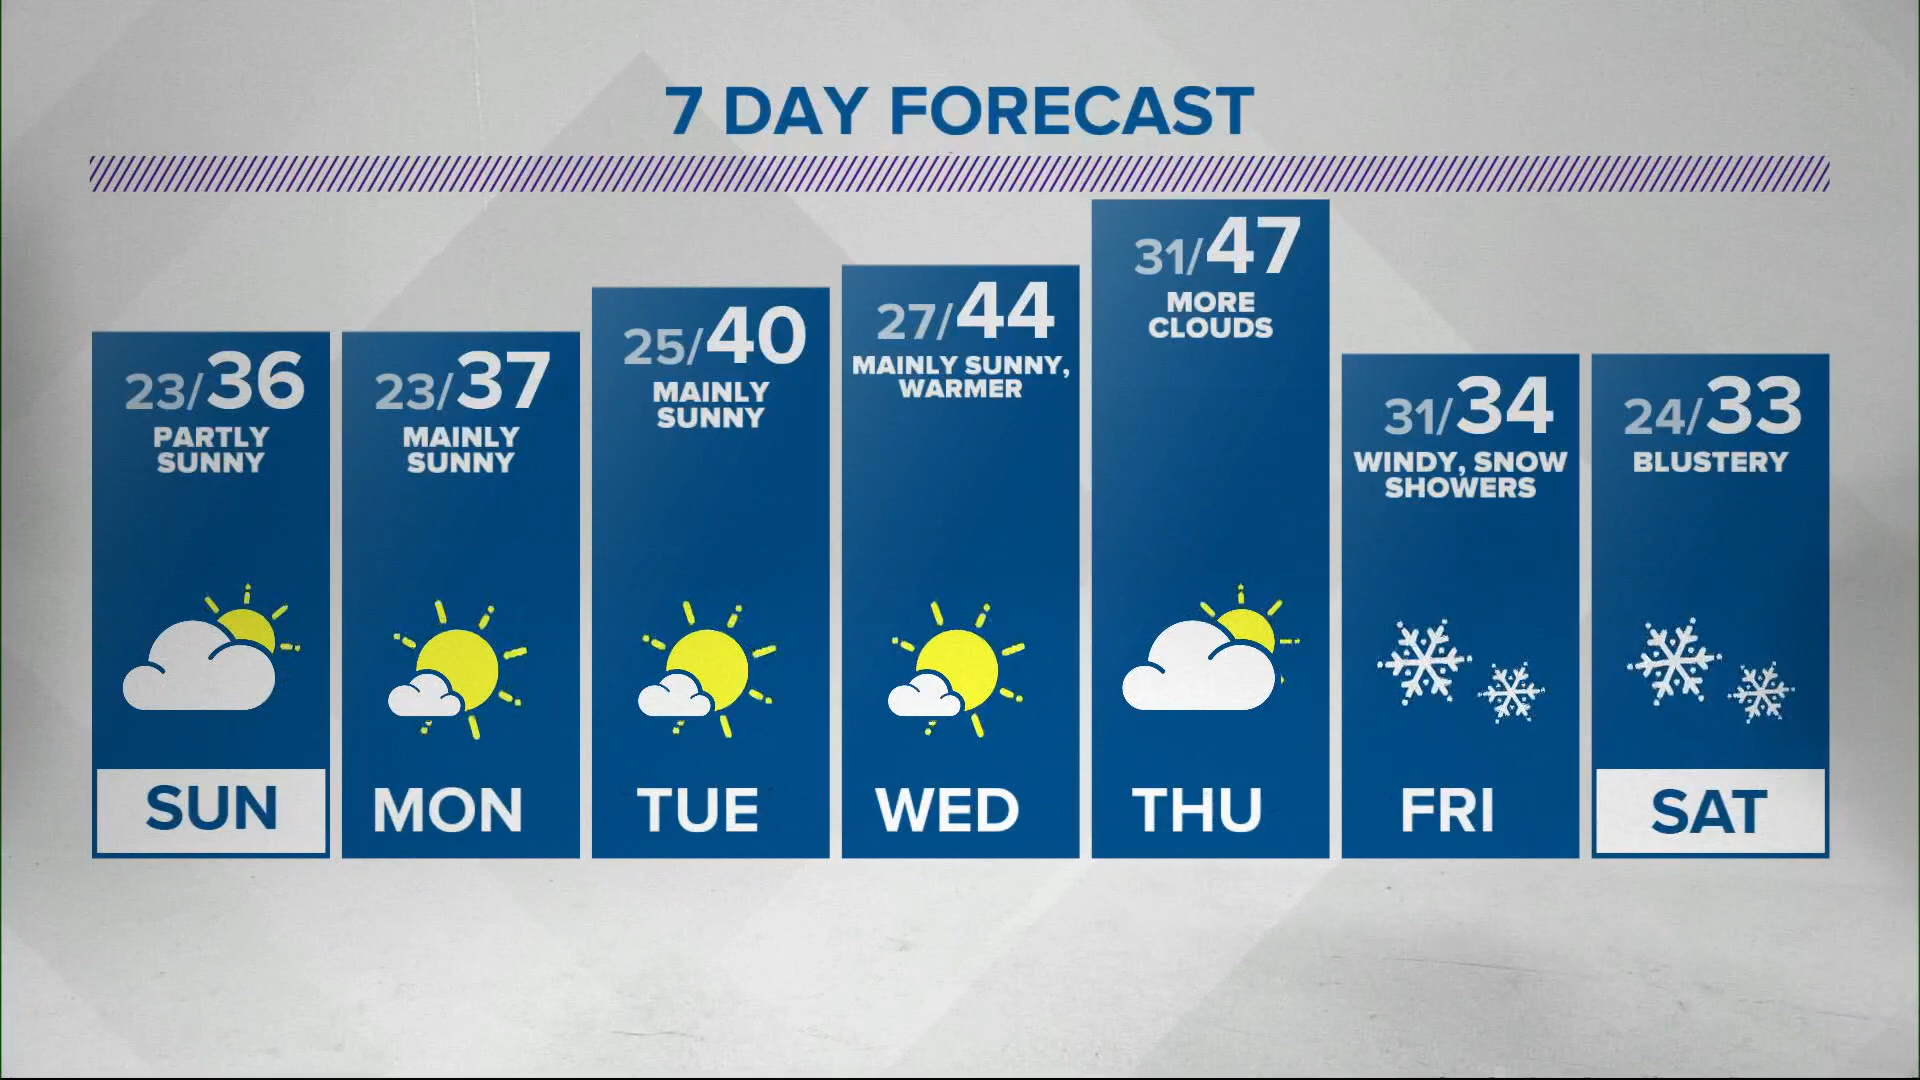 7 DAY FORECAST
23/36
PARTLY
SUNNY
SUN
23/37
MAINLY
SUNNY
MON
25/40
MAINLY
SUNNY
TUE
27/44
MAINLY SUNNY,
WARMER
WED
31/47
MORE
CLOUDS
THU
31/34
WINDY, SNOW
SHOWERS
FRI
24/33
BLUSTERY
SAT